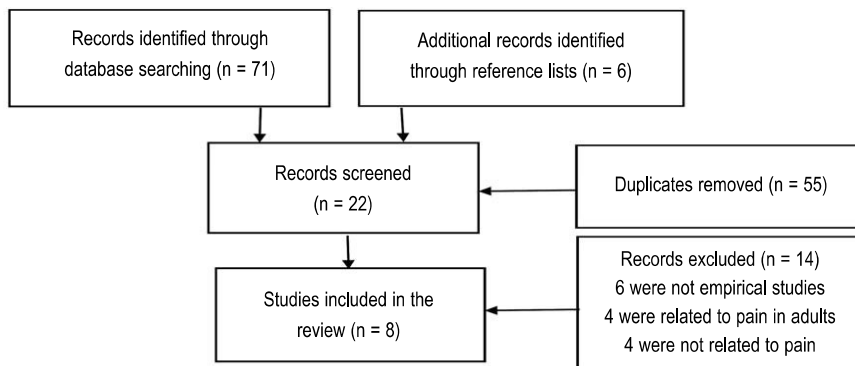 Records identified through
database searching (n = 71)
Additional records identified
through reference lists (n = 6)
Records screened
(n = 22)
Duplicates removed (n = 55)
Studies included in the
review (n = 8)
Records excluded (n = 14)
6 were not empirical studies
4 were related to pain in adults
4 were not related to pain